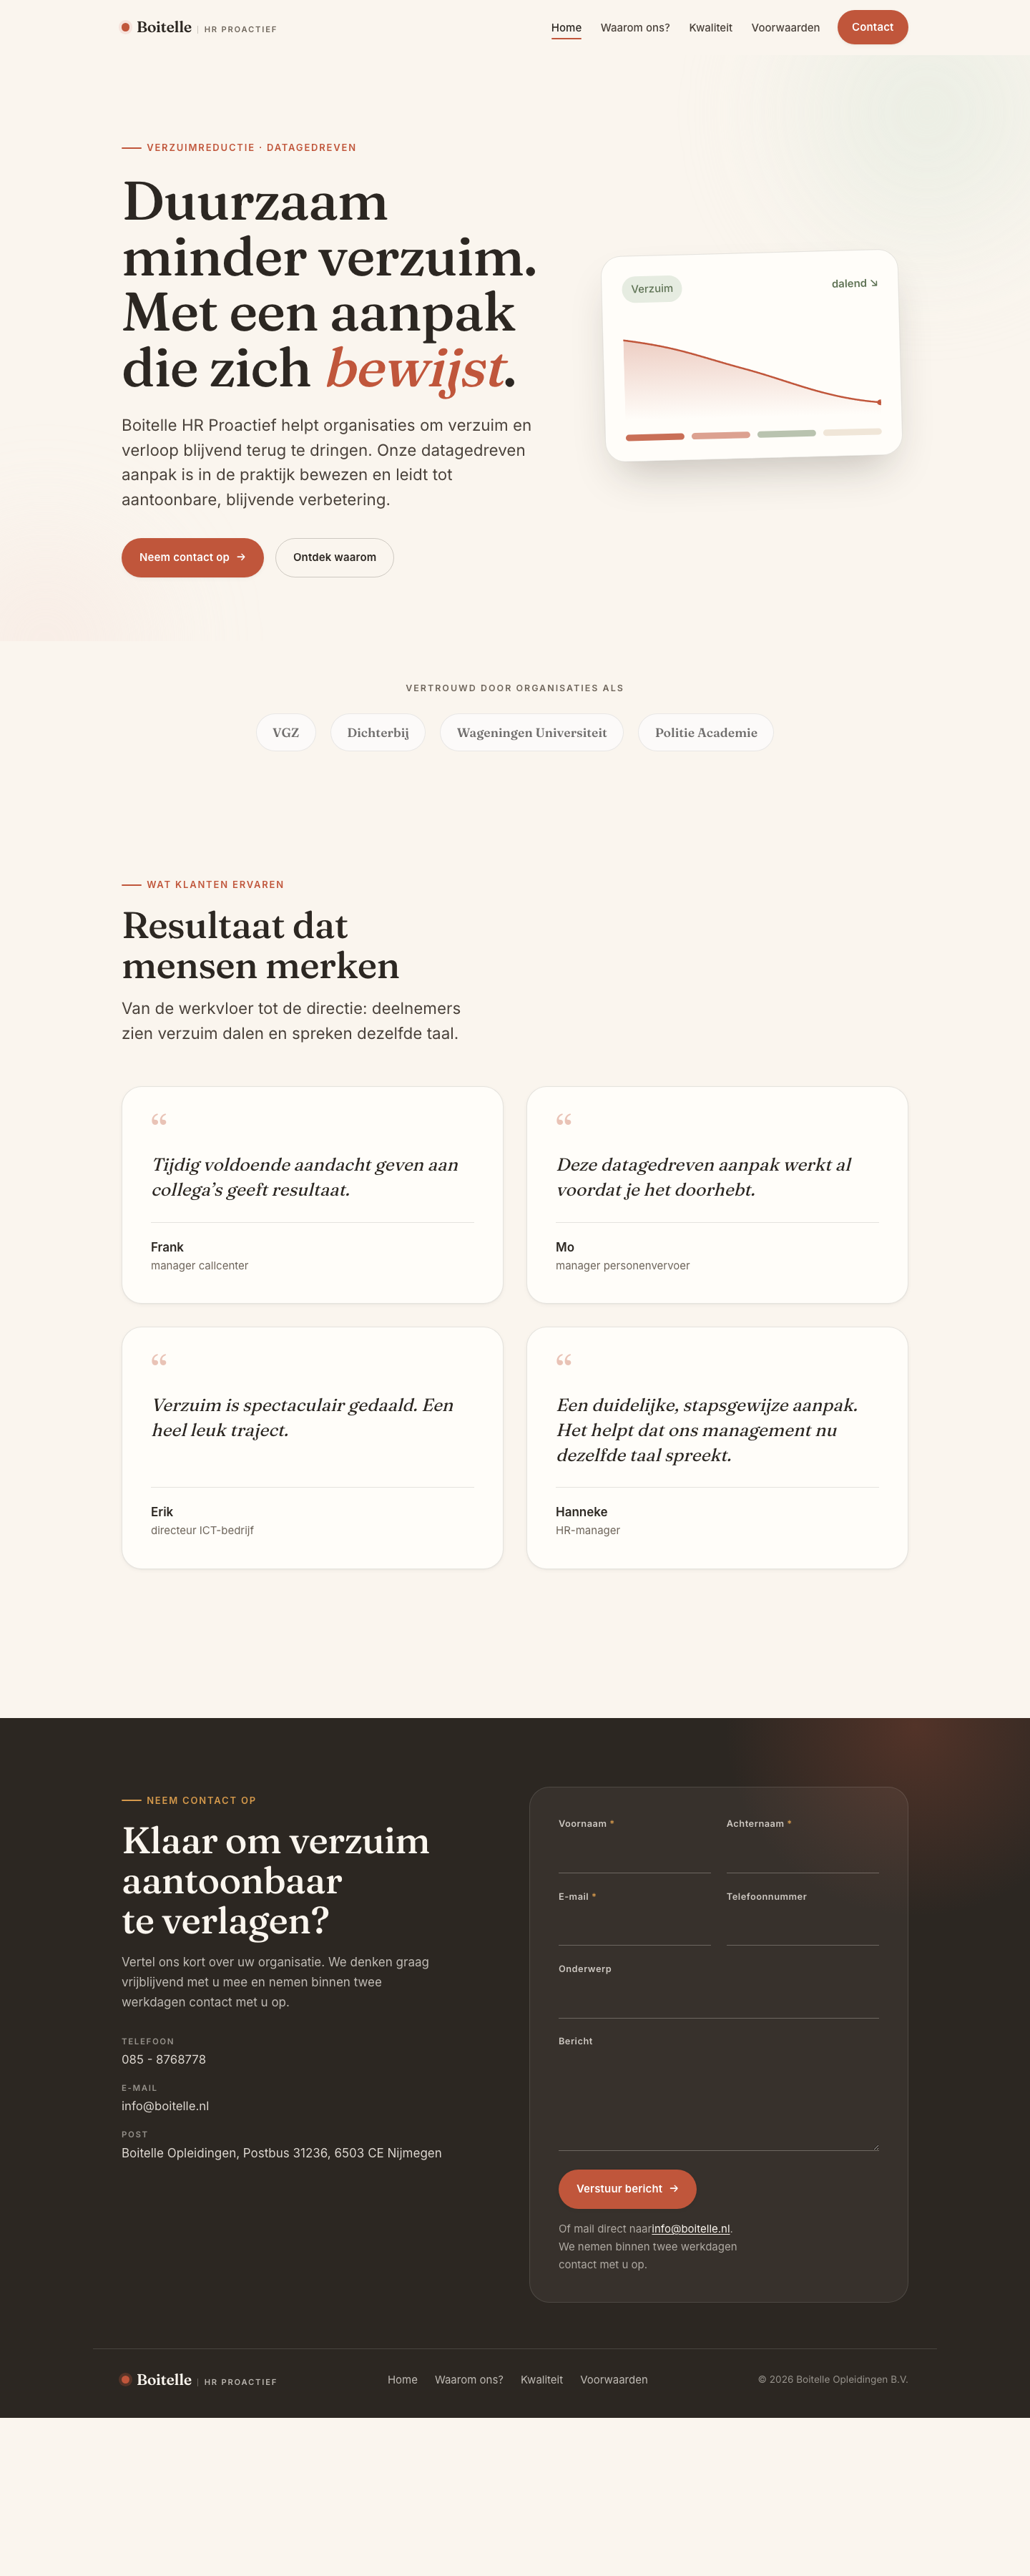 Boitelle | HR PROACTIEF
Home Waarom ons? Kwaliteit Voorwaarden Contact
VERZUIMREDUCTIE · DATAGEDREVEN
Duurzaam
minder verzuim.
Met een aanpak
die zich bewijst.
Boitelle HR Proactief helpt organisaties om verzuim en
verloop blijvend terug te dringen. Onze datagedreven
aanpak is in de praktijk bewezen en leidt tot
aantoonbare, blijvende verbetering.
Neem contact op →
Ontdek waarom
Verzuim
dalend ↘
VERTROUWD DOOR ORGANISATIES ALS
VGZ
Dichterbij
Wageningen Universiteit
Politie Academie
WAT KLANTEN ERVAREN
Resultaat dat
mensen merken
Van de werkvloer tot de directie: deelnemers
zien verzuim dalen en spreken dezelfde taal.
“
Tijdig voldoende aandacht geven aan
collega’s geeft resultaat.
Frank
manager callcenter
“
Deze datagedreven aanpak werkt al
voordat je het doorhebt.
Mo
manager personenvervoer
“
Verzuim is spectaculair gedaald. Een
heel leuk traject.
Erik
directeur ICT-bedrijf
“
Een duidelijke, stapsgewijze aanpak.
Het helpt dat ons management nu
dezelfde taal spreekt.
Hanneke
HR-manager
NEEM CONTACT OP
Klaar om verzuim
aantoonbaar
te verlagen?
Vertel ons kort over uw organisatie. We denken graag
vrijblijvend met u mee en nemen binnen twee
werkdagen contact met u op.
TELEFOON
085 - 8768778
E-MAIL
info@boitelle.nl
POST
Boitelle Opleidingen, Postbus 31236, 6503 CE Nijmegen
Voornaam *
Achternaam *
E-mail *
Telefoonnummer
Onderwerp
Bericht
Verstuur bericht →
Of mail direct naarinfo@boitelle.nl.
We nemen binnen twee werkdagen
contact met u op.
Boitelle | HR PROACTIEF
Home Waarom ons? Kwaliteit Voorwaarden
© 2026 Boitelle Opleidingen B.V.